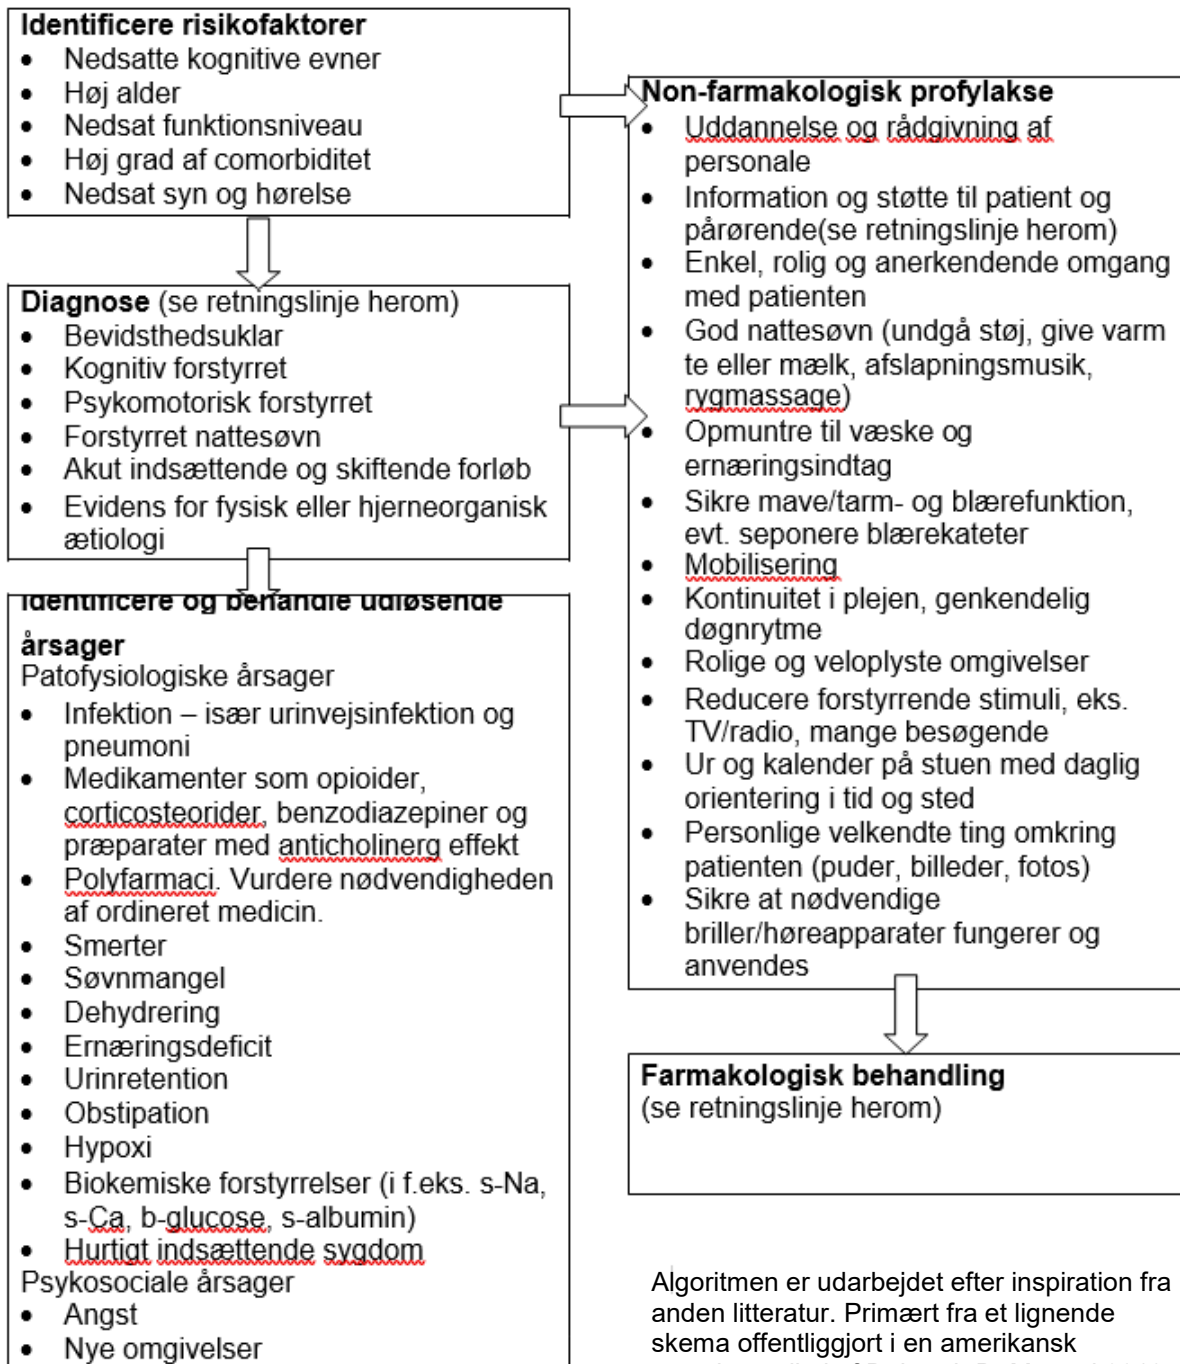 Identificere risikofaktorer
• Nedsatte kognitive evner
• Høj alder
• Nedsat funktionsniveau
• Høj grad af comorbiditet
• Nedsat syn og hørelse
Diagnose (se retningslinje herom)
• Bevidsthedsuklar
• Kognitiv forstyrret
• Psykomotorisk forstyrret
• Forstyrret nattesøvn
• Akut indsættende og skiftende forløb
• Evidens for fysisk eller hjerneorganisk
ætiologi
Identificere og behandle udløsende
årsager
Patofysiologiske årsager
• Infektion – især urinvejsinfektion og
pneumoni
• Medikamenter som opioider,
corticosteorider, benzodiazepiner og
præparater med anticholinerg effekt
• Polyfarmaci. Vurdere nødvendigheden
af ordineret medicin.
• Smerter
• Søvnmangel
• Dehydrering
• Ernæringsdeficit
• Urinretention
• Obstipation
• Hypoxi
• Biokemiske forstyrrelser (i f.eks. s-Na,
s-Ca, b-glucose, s-albumin)
• Hurtigt indsættende sygdom
Psykosociale årsager
• Angst
• Nye omgivelser
Non-farmakologisk profylakse
• Uddannelse og rådgivning af
personale
• Information og støtte til patient og
pårørende(se retningslinje herom)
• Enkel, rolig og anerkendende omgang
med patienten
• God nattesøvn (undgå støj, give varm
te eller mælk, afslapningsmusik,
rygmassage)
• Opmuntre til væske og
ernæringsindtag
• Sikre mave/tarm- og blærefunktion,
evt. seponere blærekateter
• Mobilisering
• Kontinuitet i plejen, genkendelig
døgnrytme
• Rolige og veloplyste omgivelser
• Reducere forstyrrende stimuli, eks.
TV/radio, mange besøgende
• Ur og kalender på stuen med daglig
orientering i tid og sted
• Personlige velkendte ting omkring
patienten (puder, billeder, fotos)
• Sikre at nødvendige
briller/høreapparater fungerer og
anvendes
Farmakologisk behandling
(se retningslinje herom)
Algoritmen er udarbejdet efter inspiration fra
anden litteratur. Primært fra et lignende
skema offentliggjort i en amerikansk